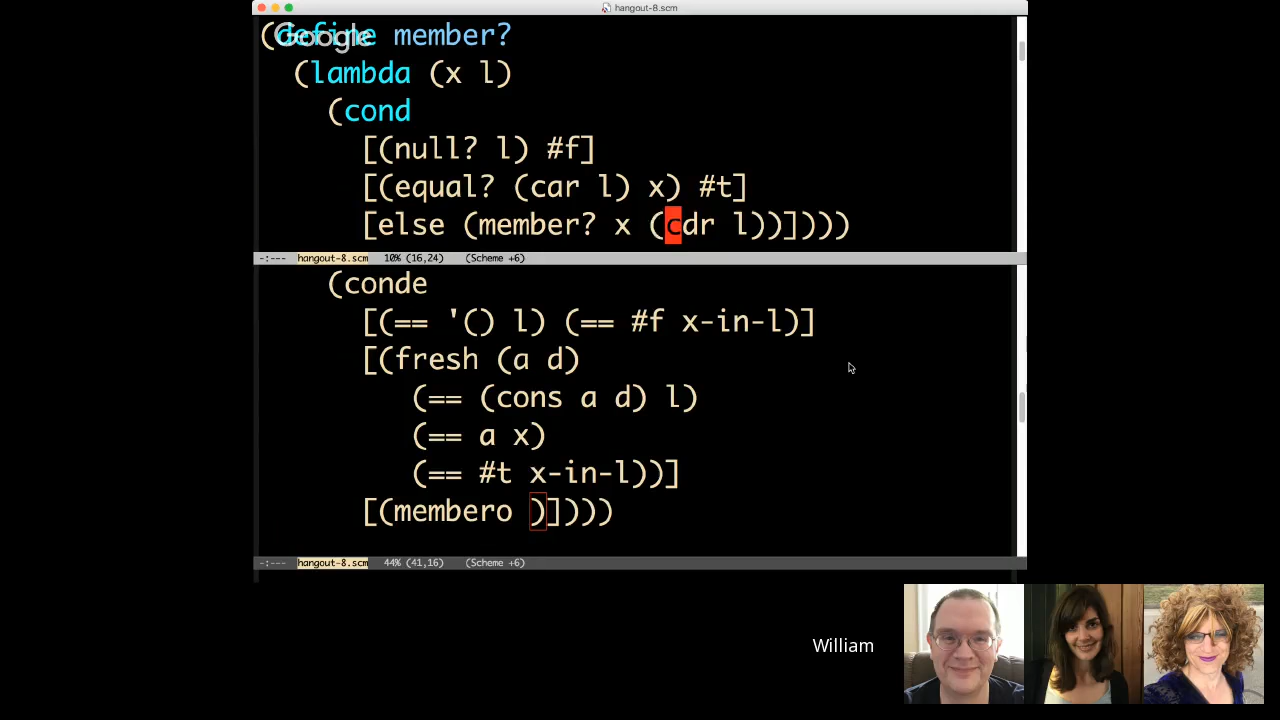 hangout-8.scm
(define member?
Google
(lambda (x l)
(cond
[(null? l) #f]
[(equal? (car l) x) #t]
[else (member? x (cdr l))])))
-:--- hangout-8.scm 10% (16,24) (Scheme +6)
(conde
[(== '() l) (== #f x-in-l)]
[(fresh (a d)
(== (cons a d) l)
(== a x)
(== #t x-in-l))]
[(membero )])))
-:--- hangout-8.scm 44% (41,16) (Scheme +6)
William